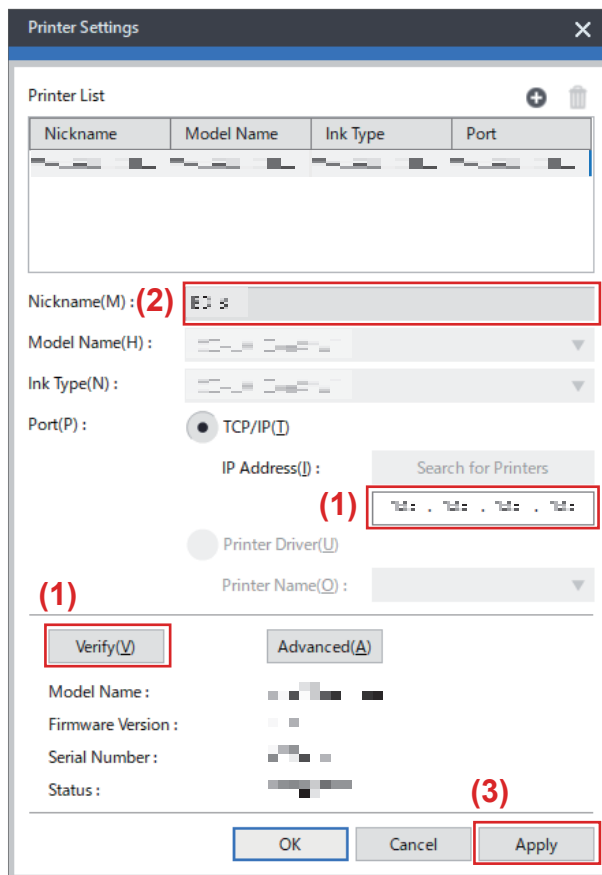 Printer Settings
Printer List
Nickname Model Name Ink Type Port
Nickname(M) : (2)
Model Name(H) :
Ink Type(N) :
Port(P) : TCP/IP(T)
IP Address(I) : Search for Printers
(1)
Printer Driver(U)
Printer Name(O) :
(1)
Verify(V) Advanced(A)
Model Name :
Firmware Version :
Serial Number :
Status :
(3)
OK Cancel Apply